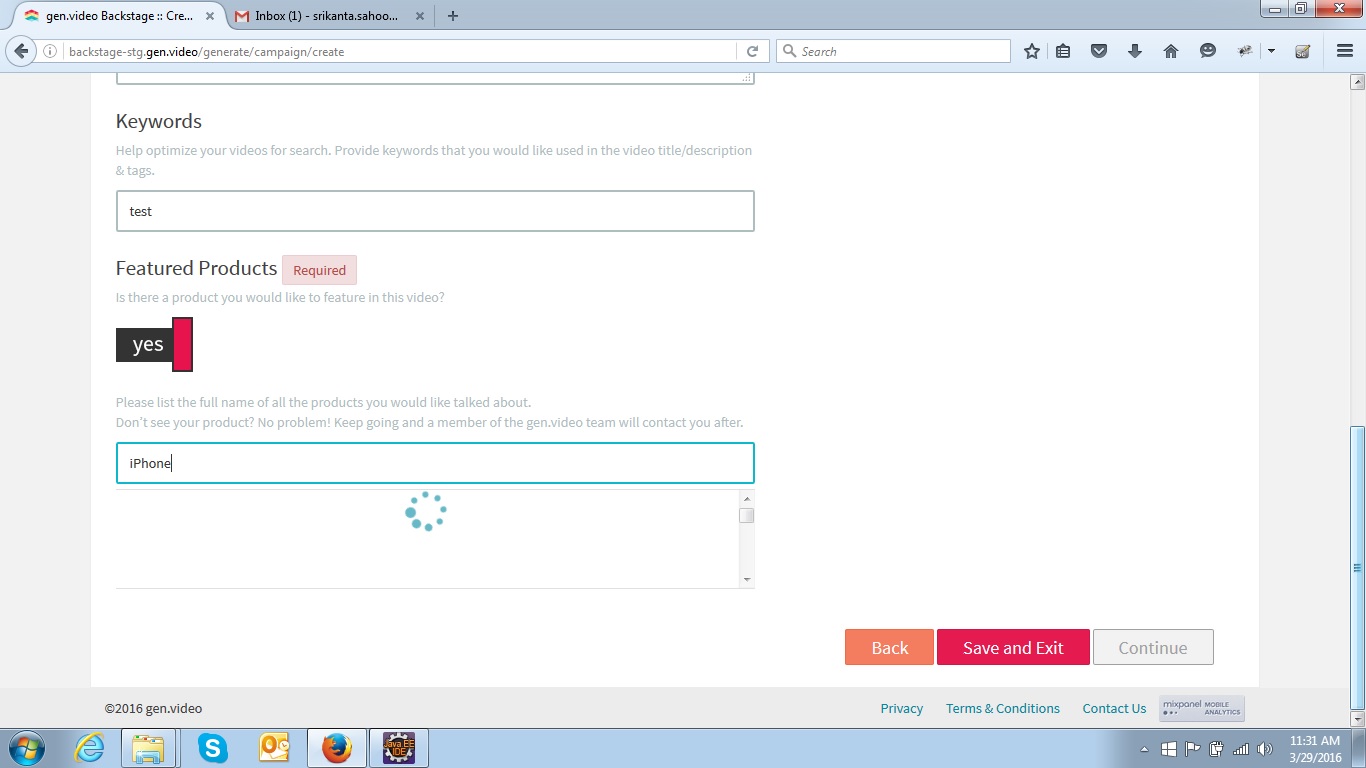 gen.video Backstage :: Cre...
Inbox (1) - srikanta.sahoo...
backstage-stg.gen.video/generate/campaign/create
Search
Keywords
Help optimize your videos for search. Provide keywords that you would like used in the video title/description
& tags.
test
Featured Products Required
Is there a product you would like to feature in this video?
yes
Please list the full name of all the products you would like talked about.
Don't see your product? No problem! Keep going and a member of the gen.video team will contact you after.
iPhone
Back
Save and Exit
Continue
©2016 gen.video
Privacy
Terms & Conditions
Contact Us
mixpanel MOBILE
ANALYTICS
Java EE
IDE
11:31 AM
3/29/2016